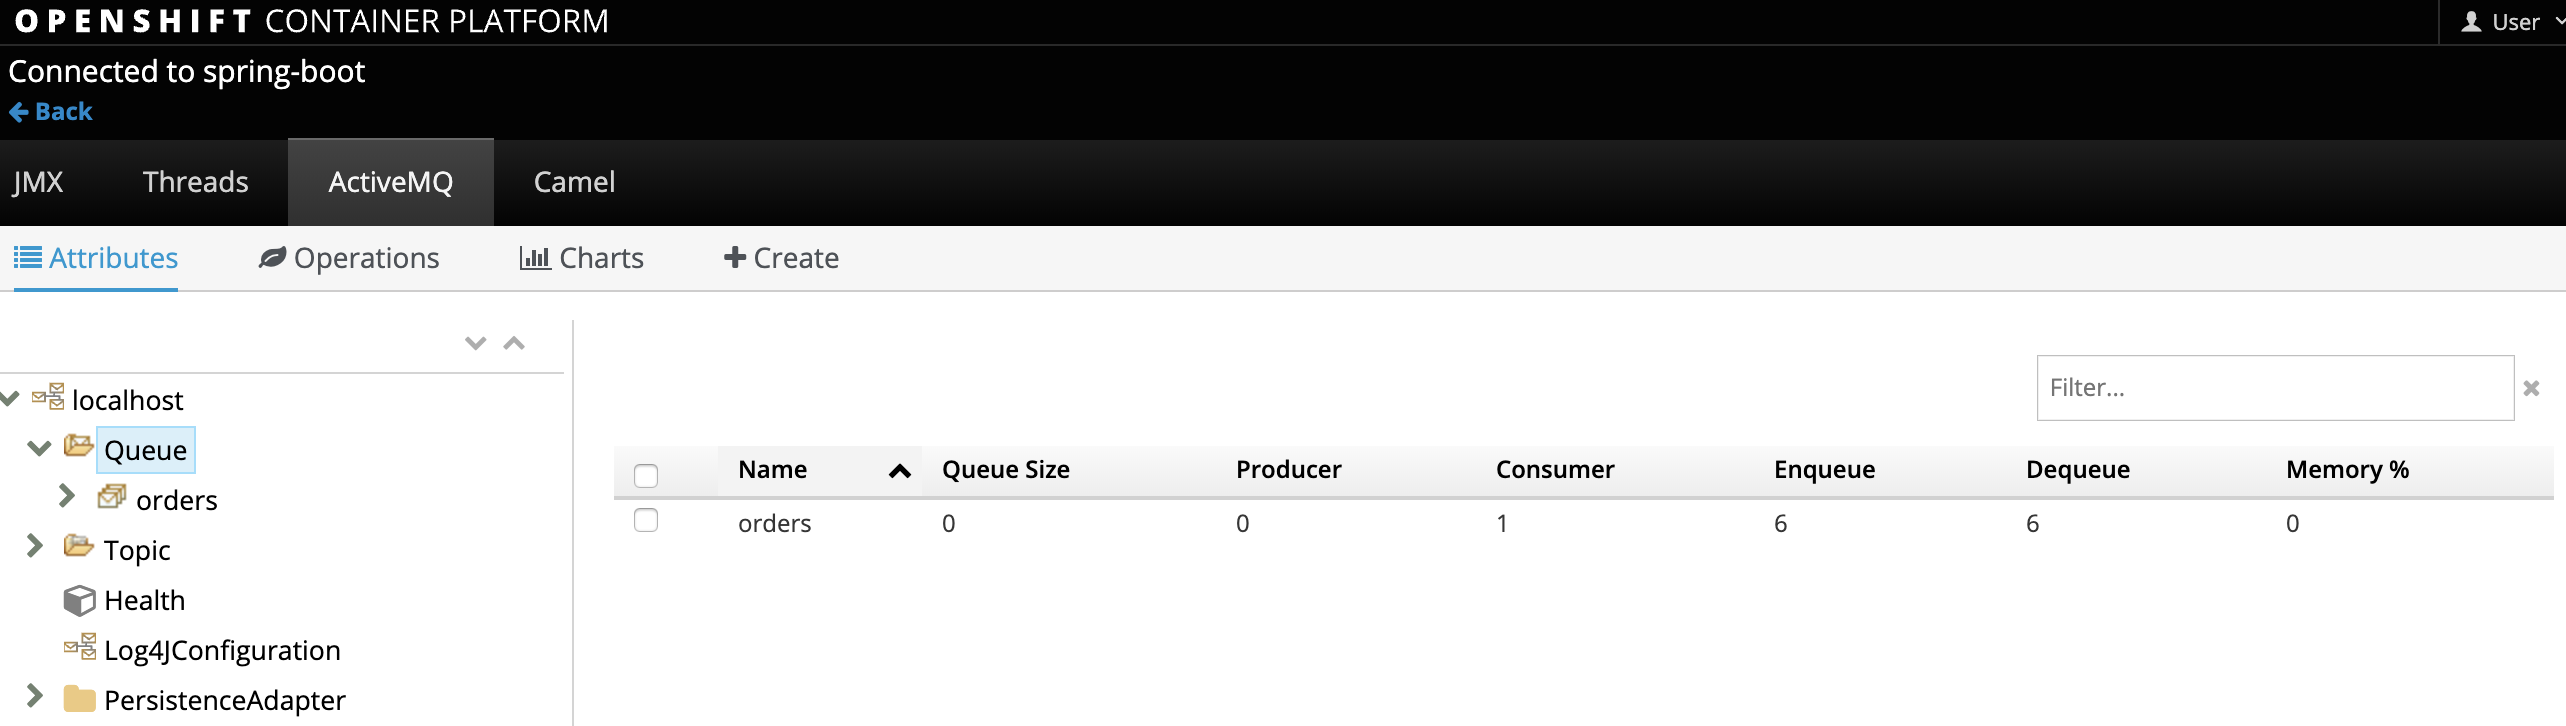 OPENSHIFT CONTAINER PLATFORM
User
Connected to spring-boot
Back
JMX Threads ActiveMQ Camel
Attributes Operations Charts Create
localhost
Queue
orders
Topic
Health
Log4JConfiguration
PersistenceAdapter
Filter...
Name Queue Size Producer Consumer Enqueue Dequeue Memory %
orders 0 0 1 6 6 0